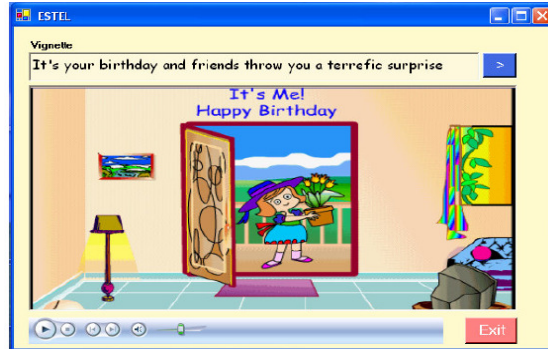 ESTEL
Vignette
It's your birthday and friends throw you a terrefic surprise
>
It's Me!
Happy Birthday
Exit